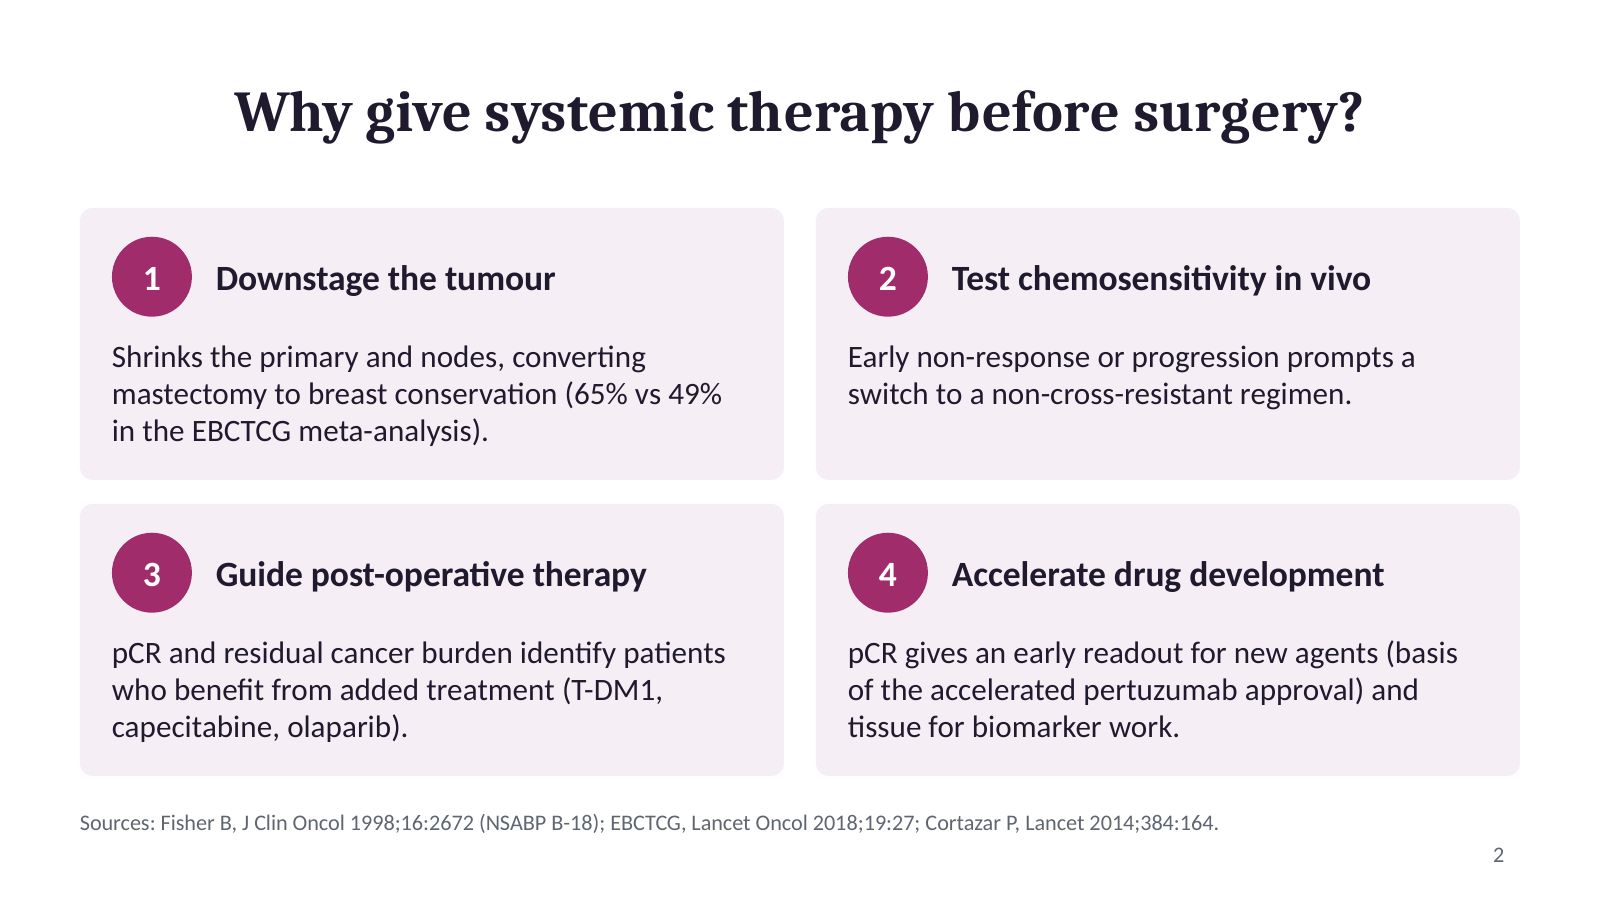 Why give systemic therapy before surgery?
1
Downstage the tumour
Shrinks the primary and nodes, converting
mastectomy to breast conservation (65% vs 49%
in the EBCTCG meta-analysis).
2
Test chemosensitivity in vivo
Early non-response or progression prompts a
switch to a non-cross-resistant regimen.
3
Guide post-operative therapy
pCR and residual cancer burden identify patients
who benefit from added treatment (T-DM1,
capecitabine, olaparib).
4
Accelerate drug development
pCR gives an early readout for new agents (basis
of the accelerated pertuzumab approval) and
tissue for biomarker work.
Sources: Fisher B, J Clin Oncol 1998;16:2672 (NSABP B-18); EBCTCG, Lancet Oncol 2018;19:27; Cortazar P, Lancet 2014;384:164.
2